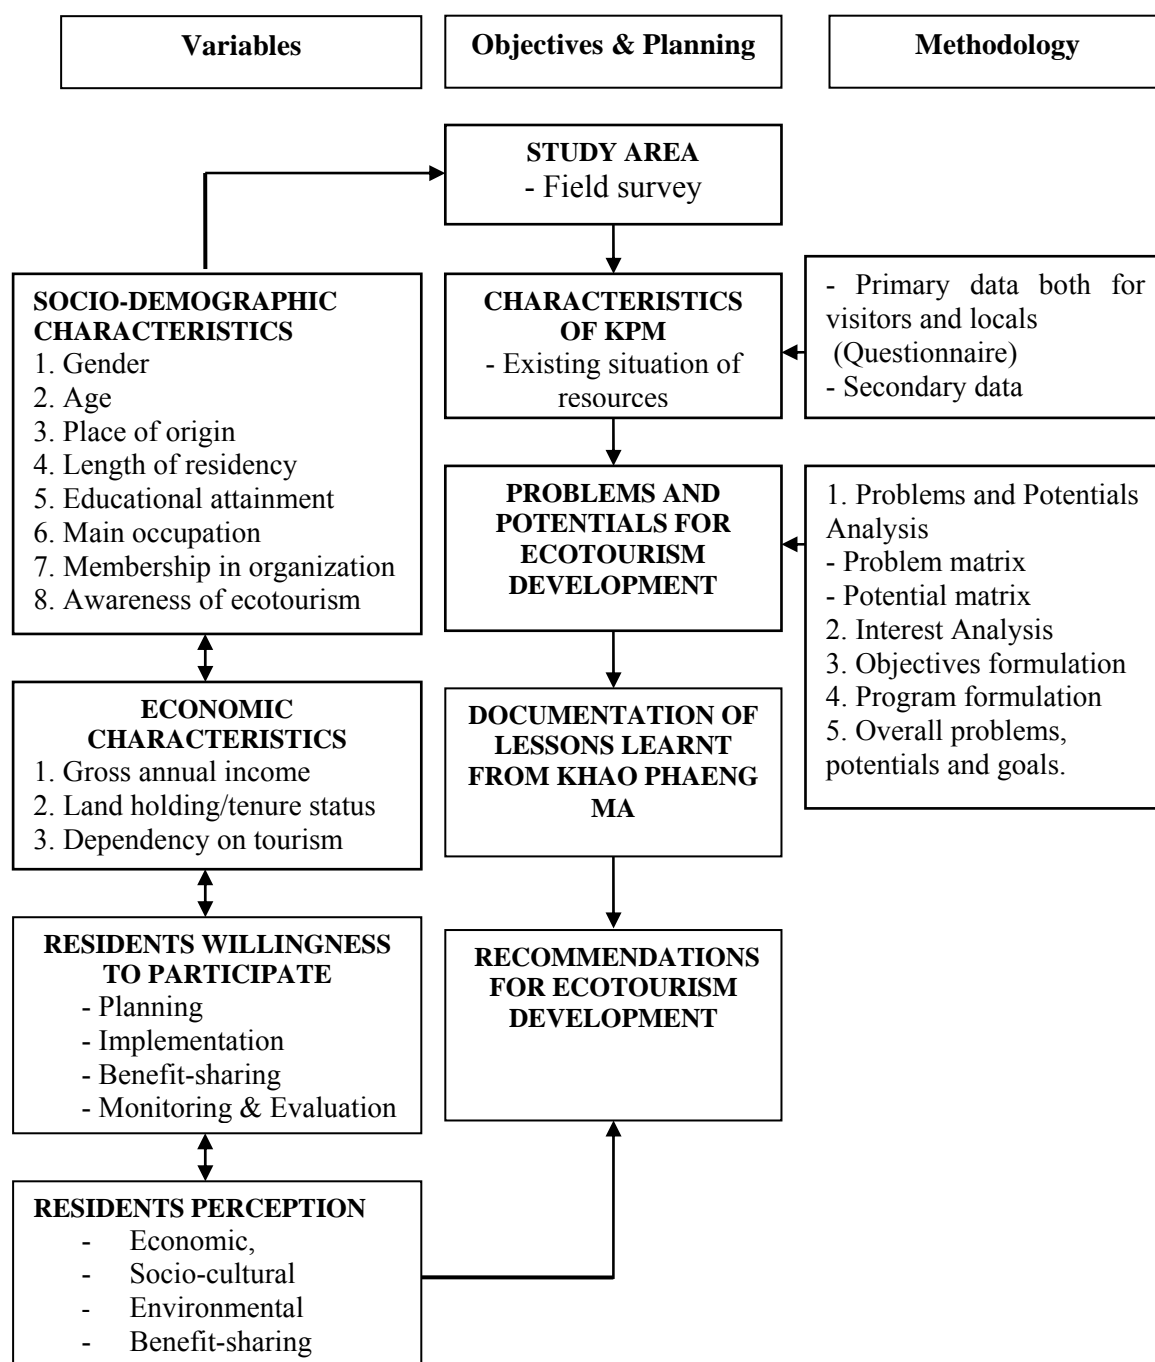 Variables
Objectives & Planning
Methodology
STUDY AREA
- Field survey
SOCIO-DEMOGRAPHIC
CHARACTERISTICS
1. Gender
2. Age
3. Place of origin
4. Length of residency
5. Educational attainment
6. Main occupation
7. Membership in organization
8. Awareness of ecotourism
ECONOMIC
CHARACTERISTICS
1. Gross annual income
2. Land holding/tenure status
3. Dependency on tourism
RESIDENTS WILLINGNESS
TO PARTICIPATE
- Planning
- Implementation
- Benefit-sharing
- Monitoring & Evaluation
RESIDENTS PERCEPTION
- Economic,
- Socio-cultural
- Environmental
- Benefit-sharing
CHARACTERISTICS
OF KPM
- Existing situation of
resources
PROBLEMS AND
POTENTIALS FOR
ECOTOURISM
DEVELOPMENT
DOCUMENTATION OF
LESSONS LEARNT
FROM KHAO PHAENG
MA
RECOMMENDATIONS
FOR ECOTOURISM
DEVELOPMENT
- Primary data both for
visitors and locals
(Questionnaire)
- Secondary data
1. Problems and Potentials
Analysis
- Problem matrix
- Potential matrix
2. Interest Analysis
3. Objectives formulation
4. Program formulation
5. Overall problems,
potentials and goals.